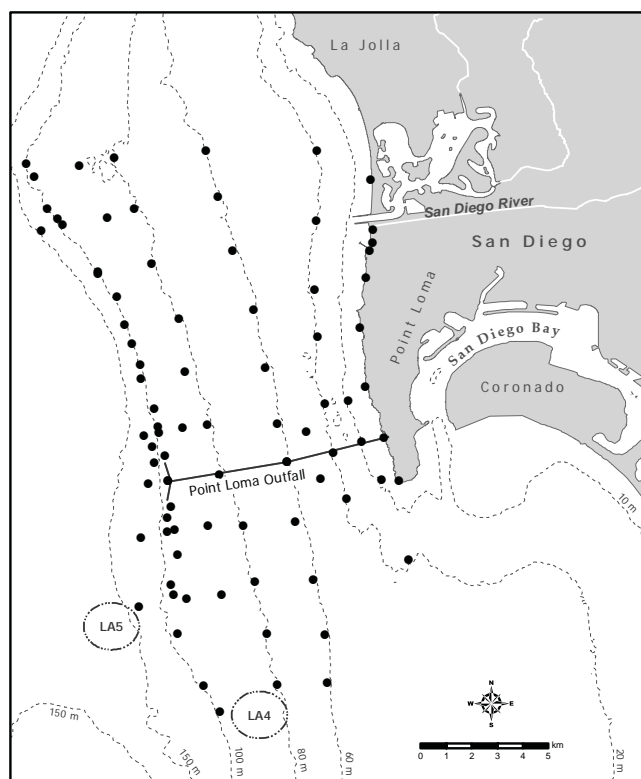 La Jolla
San Diego River
San Diego
Point Loma
San Diego Bay
Coronado
Point Loma Outfall
10 m
LA5
LA4
N
W E
S
0 1 2 3 4 5
km
150 m
150 m
100 m
80 m
60 m
20 m